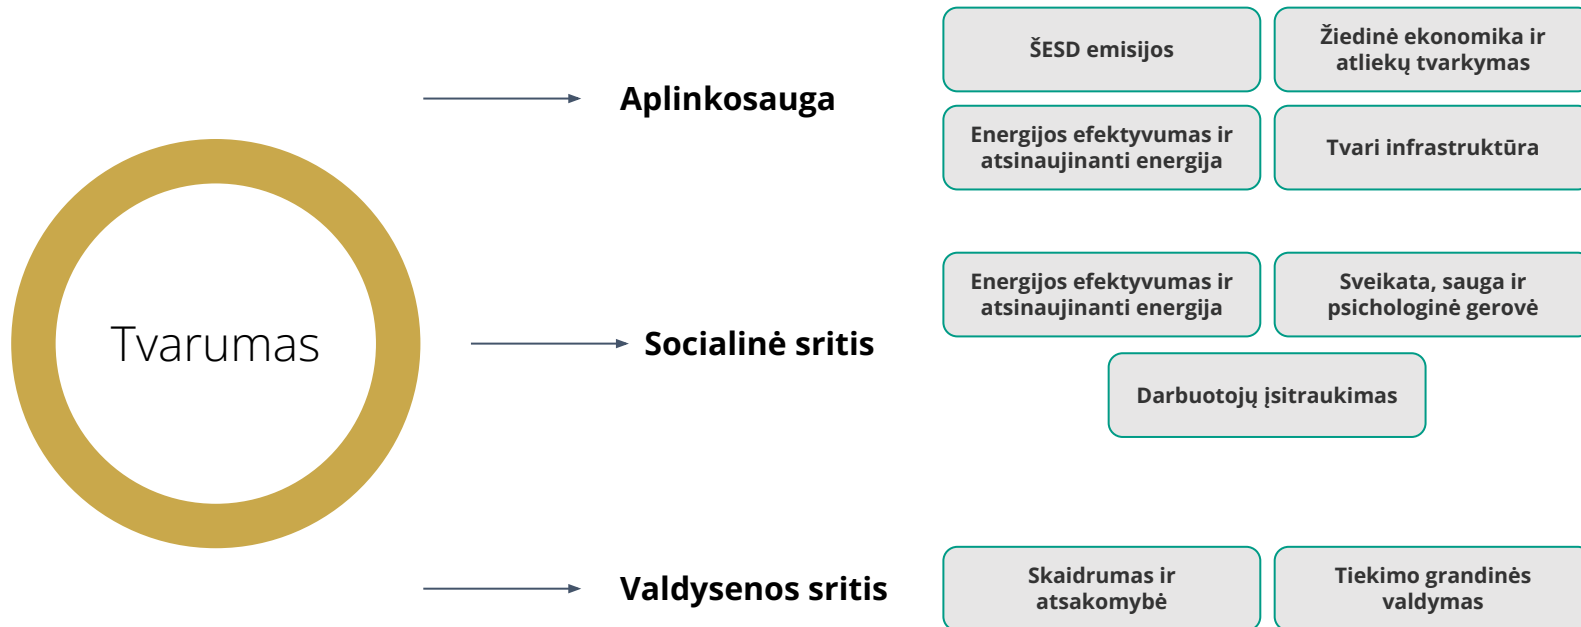 Tvarumas
Aplinkosauga
ŠESD emisijos
Žiedinė ekonomika ir
atliekų tvarkymas
Energijos efektyvumas ir
atsinaujinanti energija
Tvari infrastruktūra
Socialinė sritis
Energijos efektyvumas ir
atsinaujinanti energija
Sveikata, sauga ir
psichologinė gerovė
Darbuotojų įsitraukimas
Valdysenos sritis
Skaidrumas ir
atsakomybė
Tiekimo grandinės
valdymas